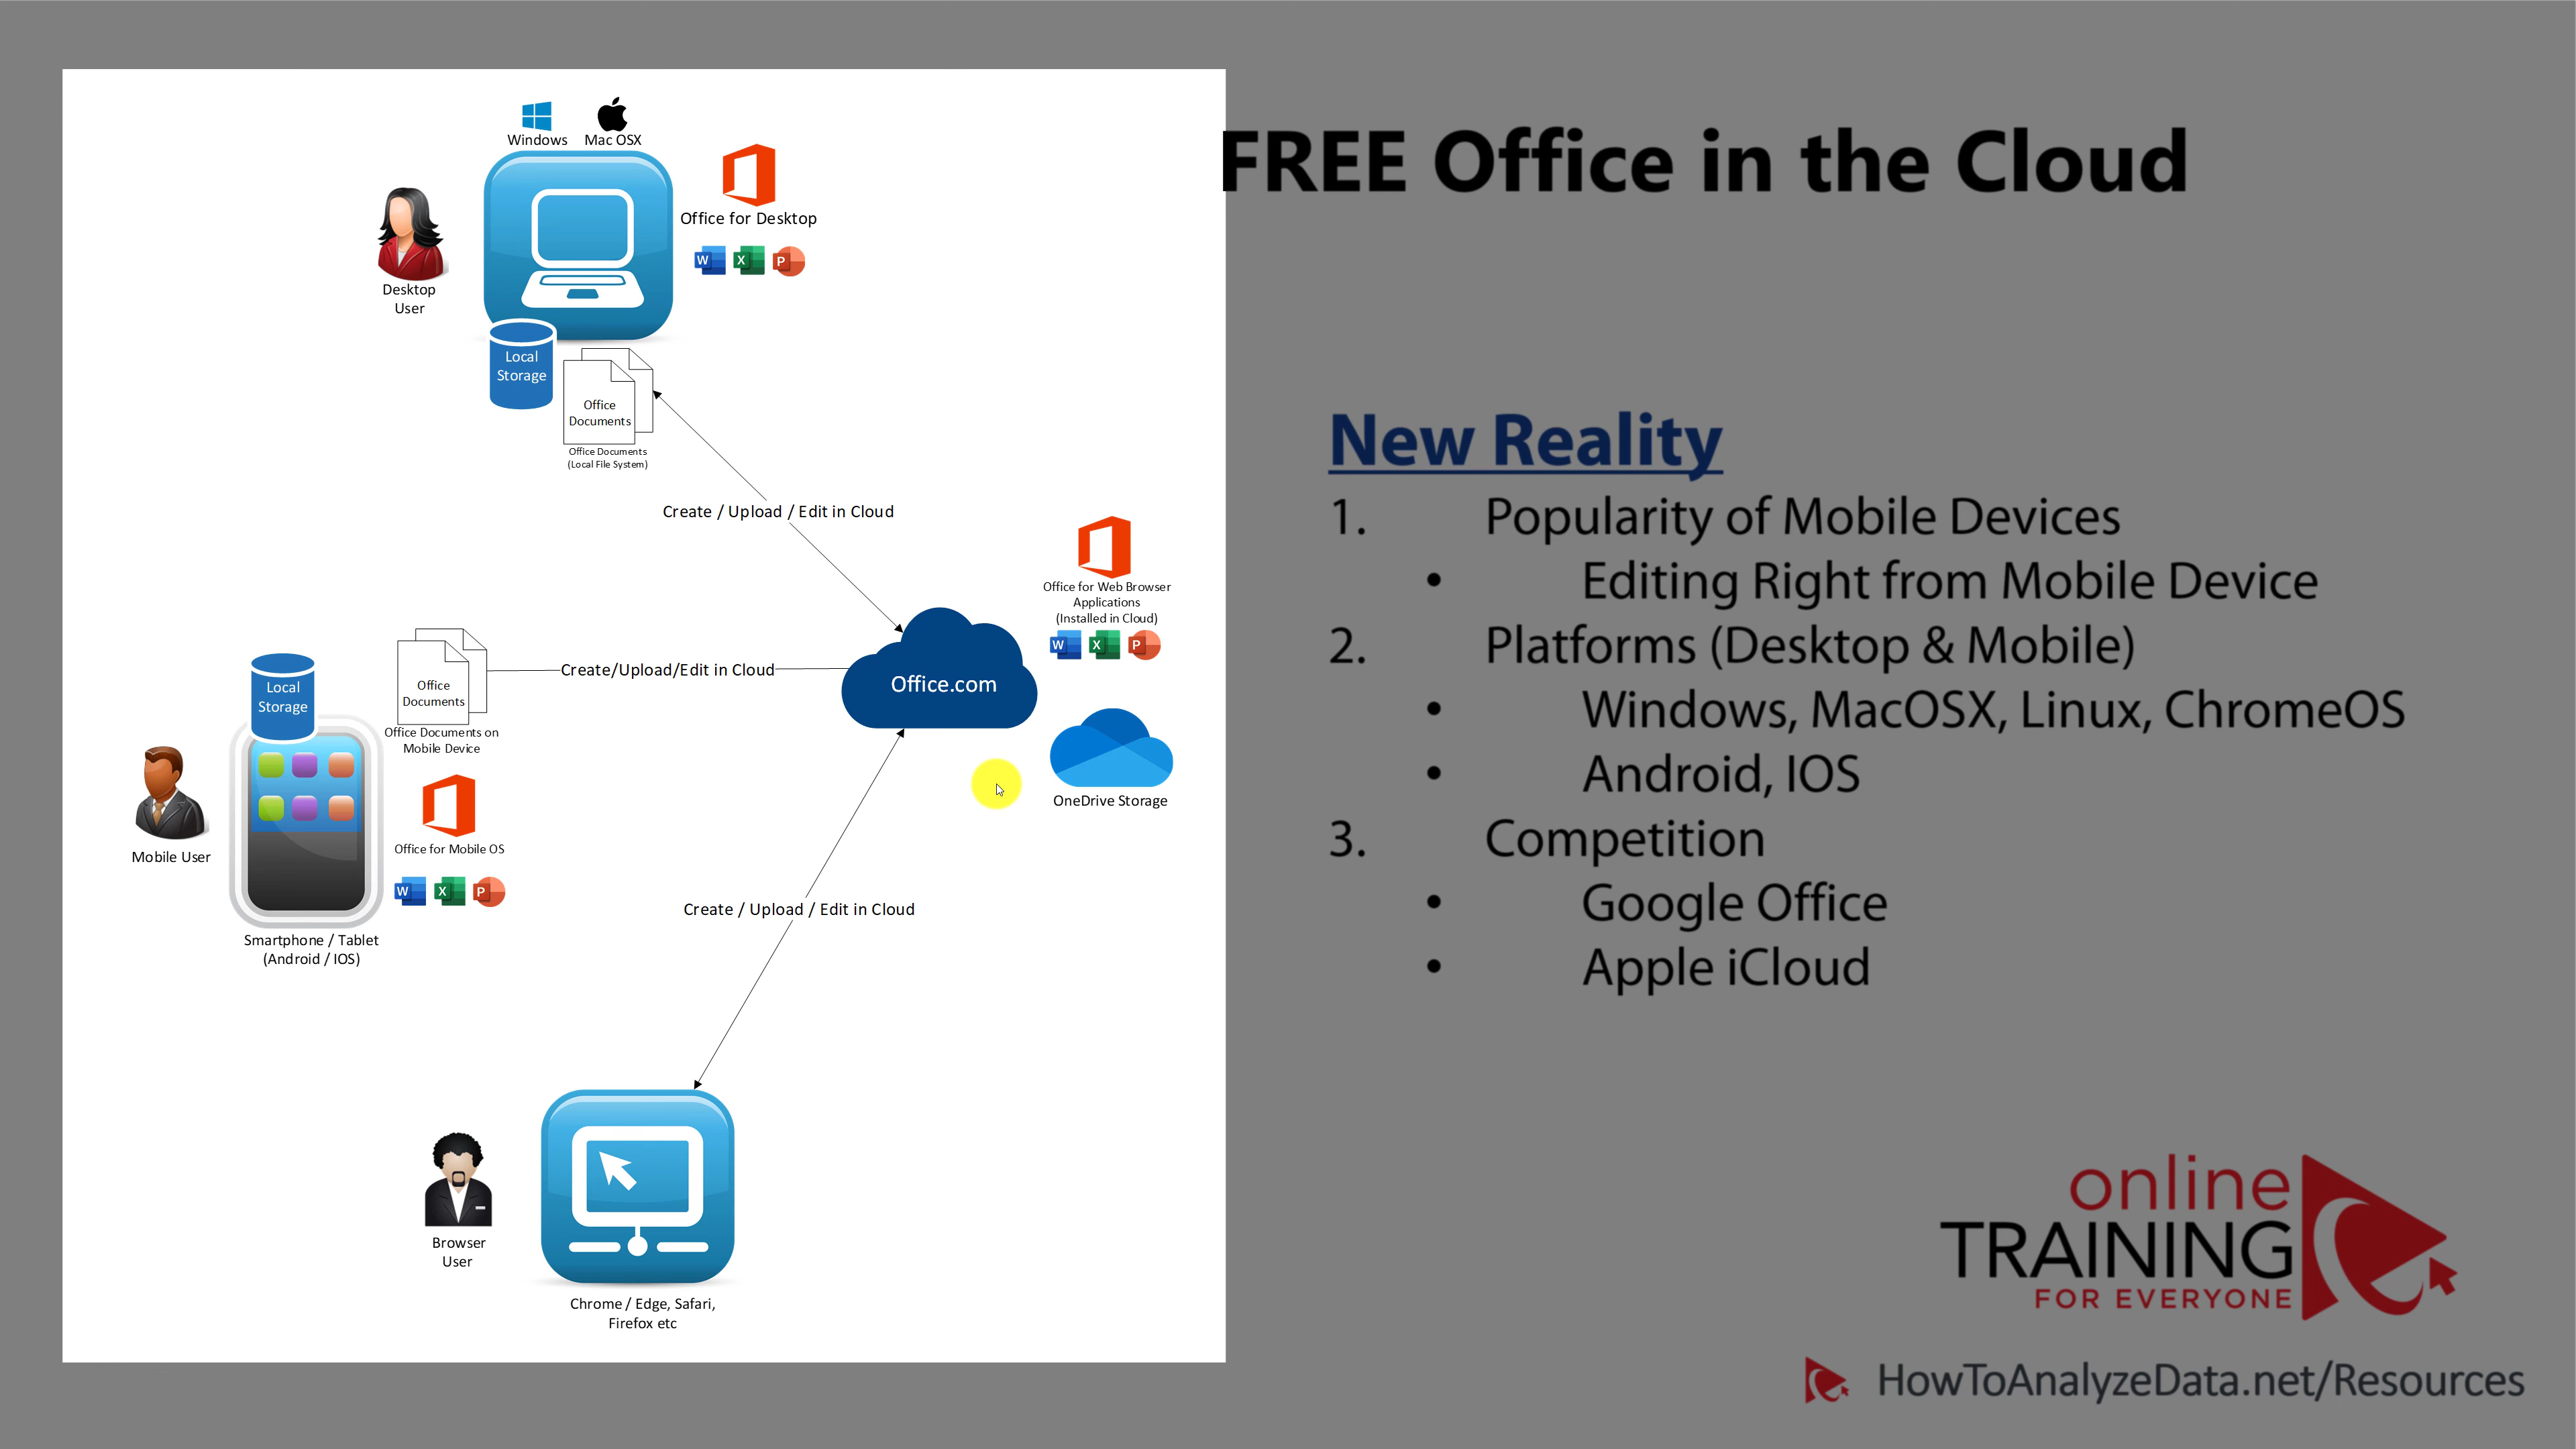 FREE Office in the Cloud
Windows
Mac OSX
Office for Desktop
W X P
Desktop
User
Local
Storage
Office
Documents
Office Documents
(Local File System)
Create / Upload / Edit in Cloud
Office for Web Browser
Applications
(Installed in Cloud)
W X P
Office
Documents
Create/Upload/Edit in Cloud
Office.com
Local
Storage
Office Documents on
Mobile Device
OneDrive Storage
Mobile User
Office for Mobile OS
W X P
Smartphone / Tablet
(Android / IOS)
Create / Upload / Edit in Cloud
Browser
User
Chrome / Edge, Safari,
Firefox etc
New Reality
1. Popularity of Mobile Devices
• Editing Right from Mobile Device
2. Platforms (Desktop & Mobile)
• Windows, MacOSX, Linux, ChromeOS
• Android, IOS
3. Competition
• Google Office
• Apple iCloud
online
TRAINING
FOR EVERYONE
HowToAnalyzeData.net/Resources